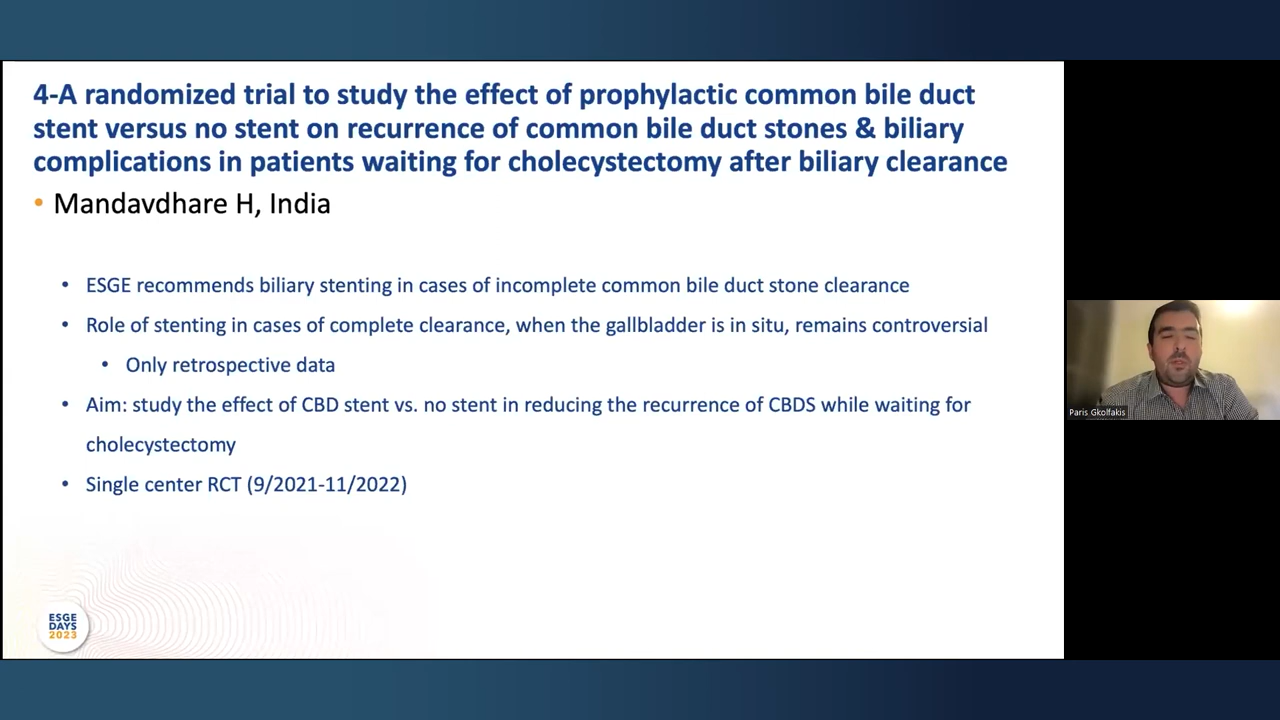 4-A randomized trial to study the effect of prophylactic common bile duct
stent versus no stent on recurrence of common bile duct stones & biliary
complications in patients waiting for cholecystectomy after biliary clearance
• Mandavdhare H, India
• ESGE recommends biliary stenting in cases of incomplete common bile duct stone clearance
• Role of stenting in cases of complete clearance, when the gallbladder is in situ, remains controversial
• Only retrospective data
• Aim: study the effect of CBD stent vs. no stent in reducing the recurrence of CBDS while waiting for
cholecystectomy
• Single center RCT (9/2021-11/2022)
Paris Gkolfakis
ESGE
DAYS
2023